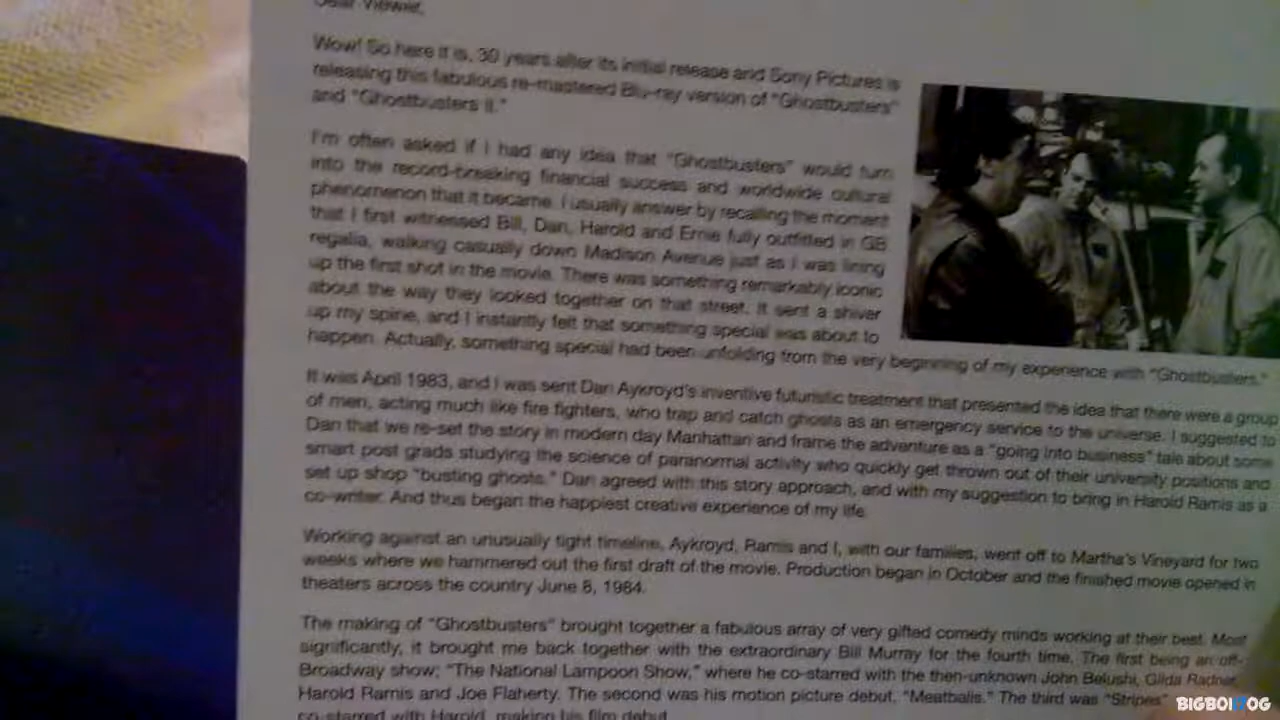 Dear Viewer,
Wow! So here it is, 30 years after its initial release and Sony Pictures is
releasing this fabulous re-mastered Blu-ray version of "Ghostbusters"
and "Ghostbusters II."
I'm often asked if I had any idea that "Ghostbusters" would turn
into the record-breaking financial success and worldwide cultural
phenomenon that it became. I usually answer by recalling the moment
that I first witnessed Bill, Dan, Harold and Ernie fully outfitted in GB
regalia, walking casually down Madison Avenue just as I was lining
up the first shot in the movie. There was something remarkably iconic
about the way they looked together on that street. It sent a shiver
up my spine, and I instantly felt that something special was about to
happen. Actually, something special had been unfolding from the very beginning of my experience with "Ghostbusters."
It was April 1983, and I was sent Dan Aykroyd's inventive futuristic treatment that presented the idea that there were a group
of men, acting much like fire fighters, who trap and catch ghosts as an emergency service to the universe. I suggested to
Dan that we re-set the story in modern day Manhattan and frame the adventure as a "going into business" tale about some
smart post grads studying the science of paranormal activity who quickly get thrown out of their university positions and
set up shop "busting ghosts." Dan agreed with this story approach, and with my suggestion to bring in Harold Ramis as a
co-writer. And thus began the happiest creative experience of my life.
Working against an unusually tight timeline, Aykroyd, Ramis and I, with our families, went off to Martha's Vineyard for two
weeks where we hammered out the first draft of the movie. Production began in October and the finished movie opened in
theaters across the country June 8, 1984.
The making of "Ghostbusters" brought together a fabulous array of very gifted comedy minds working at their best. Most
significantly, it brought me back together with the extraordinary Bill Murray for the fourth time. The first being an off-
Broadway show; "The National Lampoon Show," where he co-starred with the then-unknown John Belushi, Gilda Radner,
Harold Ramis and Joe Flaherty. The second was his motion picture debut, "Meatballs." The third was "Stripes"
co-starred with Harold, making his film debut.
BIGBOIITOG